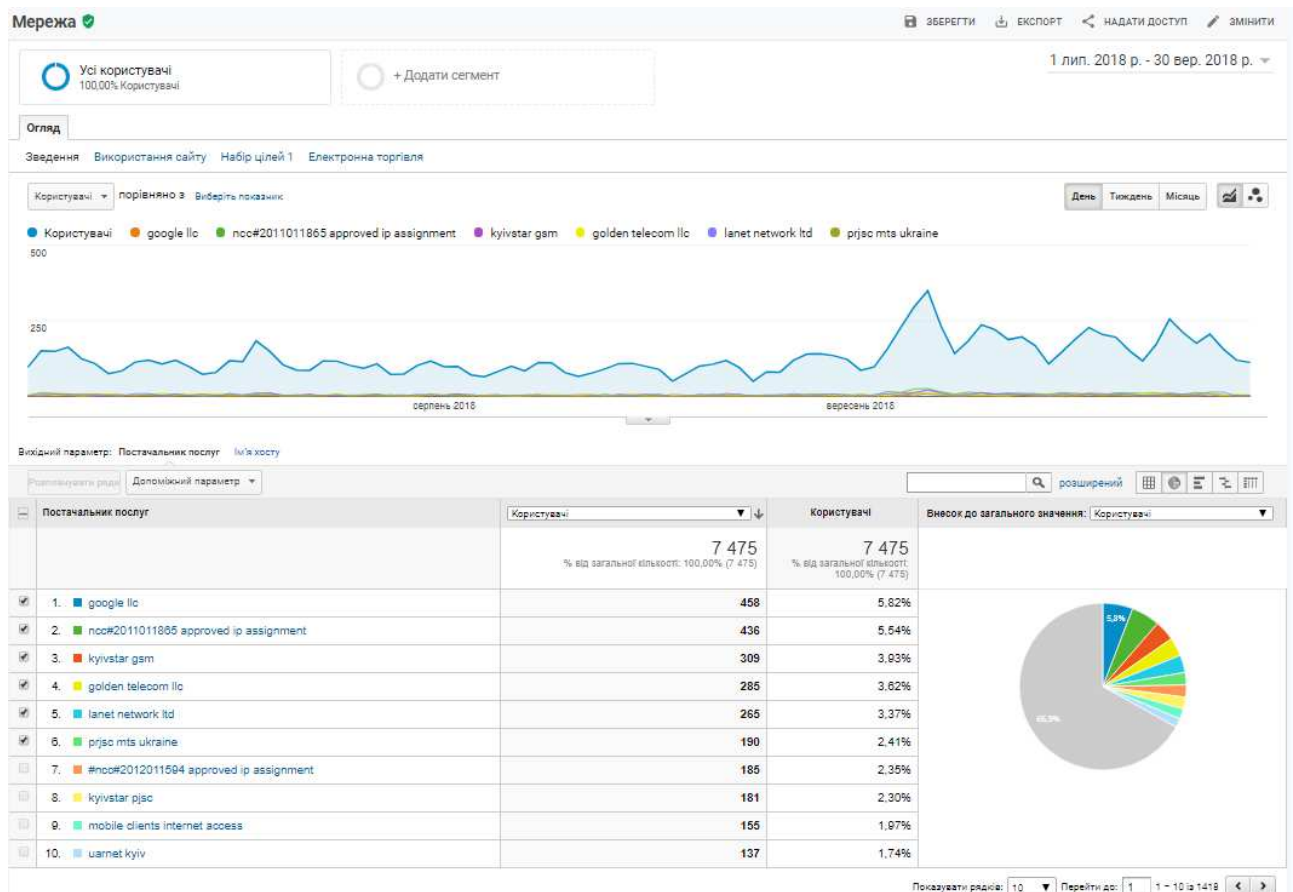 Мережа
ЗБЕРЕГТИ ЕКСПОРТ НАДАТИ ДОСТУП ЗМІНИТИ
Усі користувачі
100,00% Користувачі
+ Додати сегмент
1 лип. 2018 р. - 30 вер. 2018 р.
Огляд
Зведення Використання сайту Набір цілей 1 Електронна торгівля
Користувачі порівняно з Виберіть показник
День Тиждень Місяць
Користувачі google llc ncc#2011011865 approved ip assignment kyivstar gsm golden telecom llc lanet network ltd prjsc mts ukraine
500
250
серпень 2018 вересень 2018
Вихідний параметр: Постачальник послуг Ім'я хосту
Розташувати ряди Допоміжний параметр
розширений
Постачальник послуг Користувачі Користувачі Внесок до загального значення: Користувачі
7 475 7 475
% від загальної кількості: 100,00% (7 475) % від загальної кількості:
100,00% (7 475)
1. google llc 458 5,82%
2. ncc#2011011865 approved ip assignment 436 5,54%
3. kyivstar gsm 309 3,93%
4. golden telecom llc 285 3,62%
5. lanet network ltd 265 3,37%
6. prjsc mts ukraine 190 2,41%
7. #ncc#2012011594 approved ip assignment 185 2,35%
8. kyivstar pjsc 181 2,30%
9. mobile clients internet access 155 1,97%
10. uarnet kyiv 137 1,74%
5,8%
66,9%
Показувати рядків: 10 Перейти до: 1 1 – 10 із 1418